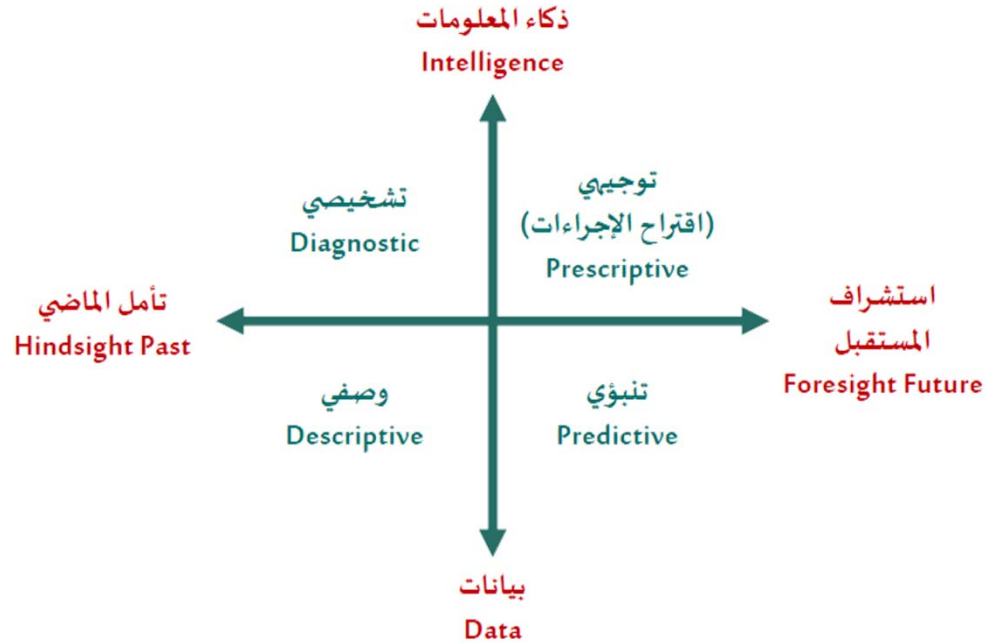 ذكاء المعلومات
Intelligence
تشخيصي
Diagnostic
توجيهي
(اقتراح الإجراءات)
Prescriptive
تأمل الماضي
Hindsight Past
استشراف
المستقبل
Foresight Future
وصفي
Descriptive
تنبؤي
Predictive
بيانات
Data